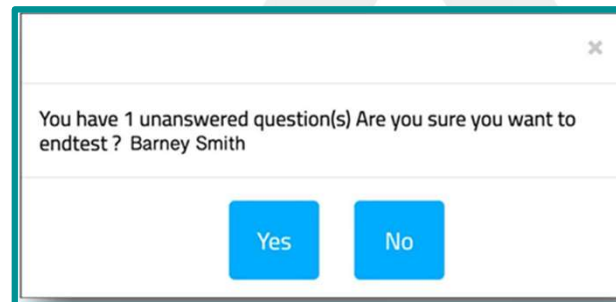 ×
You have 1 unanswered question(s) Are you sure you want to
endtest ? Barney Smith
Yes No